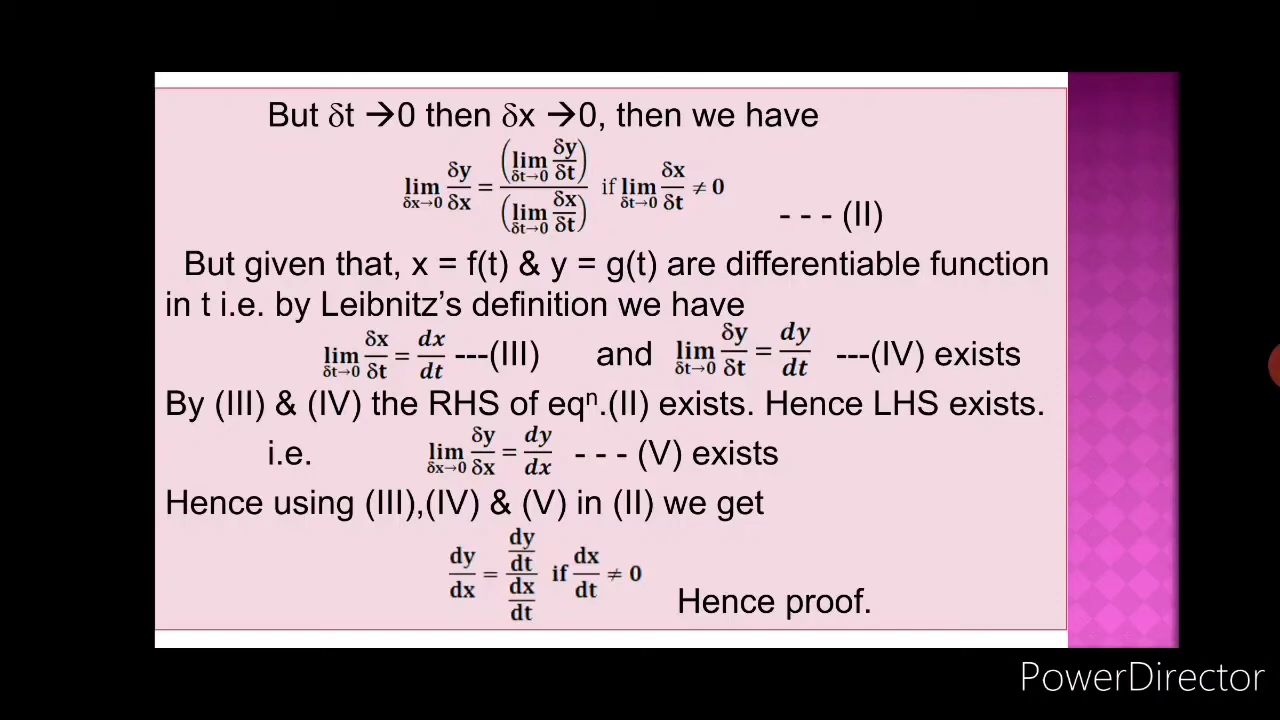 But δt →0 then δx →0, then we have
lim δt→0 δy/δt
lim δx→0 δy/δx = (lim δt→0 δy/δt)/(lim δt→0 δx/δt) if lim δt→0 δx/δt ≠ 0 - - - (II)
But given that, x = f(t) & y = g(t) are differentiable function
in t i.e. by Leibnitz’s definition we have
lim δt→0 δx/δt = dx/dt ---(III) and lim δt→0 δy/δt = dy/dt ---(IV) exists
By (III) & (IV) the RHS of eqⁿ.(II) exists. Hence LHS exists.
i.e. lim δx→0 δy/δx = dy/dx - - - (V) exists
Hence using (III),(IV) & (V) in (II) we get
dy/dx = (dy/dt)/(dx/dt) if dx/dt ≠ 0 Hence proof.
PowerDirector